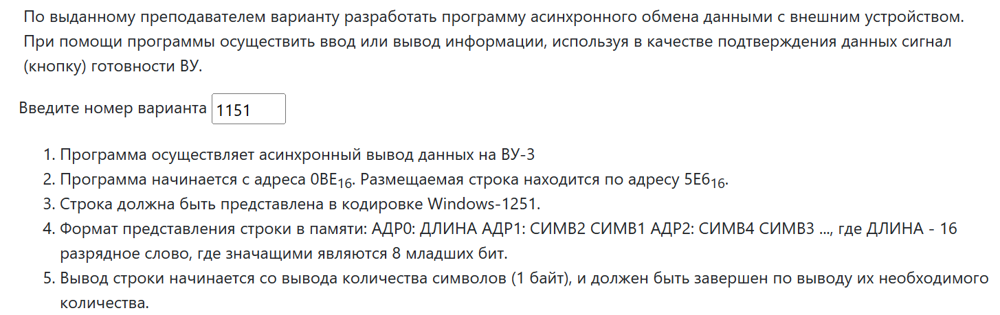 По выданному преподавателем варианту разработать программу асинхронного обмена данными с внешним устройством.
При помощи программы осуществить ввод или вывод информации, используя в качестве подтверждения данных сигнал
(кнопку) готовности ВУ.
Введите номер варианта 1151
1. Программа осуществляет асинхронный вывод данных на ВУ-3
2. Программа начинается с адреса 0BE16. Размещаемая строка находится по адресу 5E616.
3. Строка должна быть представлена в кодировке Windows-1251.
4. Формат представления строки в памяти: АДР0: ДЛИНА АДР1: СИМВ2 СИМВ1 АДР2: СИМВ4 СИМВ3 ..., где ДЛИНА - 16
разрядное слово, где значащими являются 8 младших бит.
5. Вывод строки начинается со вывода количества символов (1 байт), и должен быть завершен по выводу их необходимого
количества.